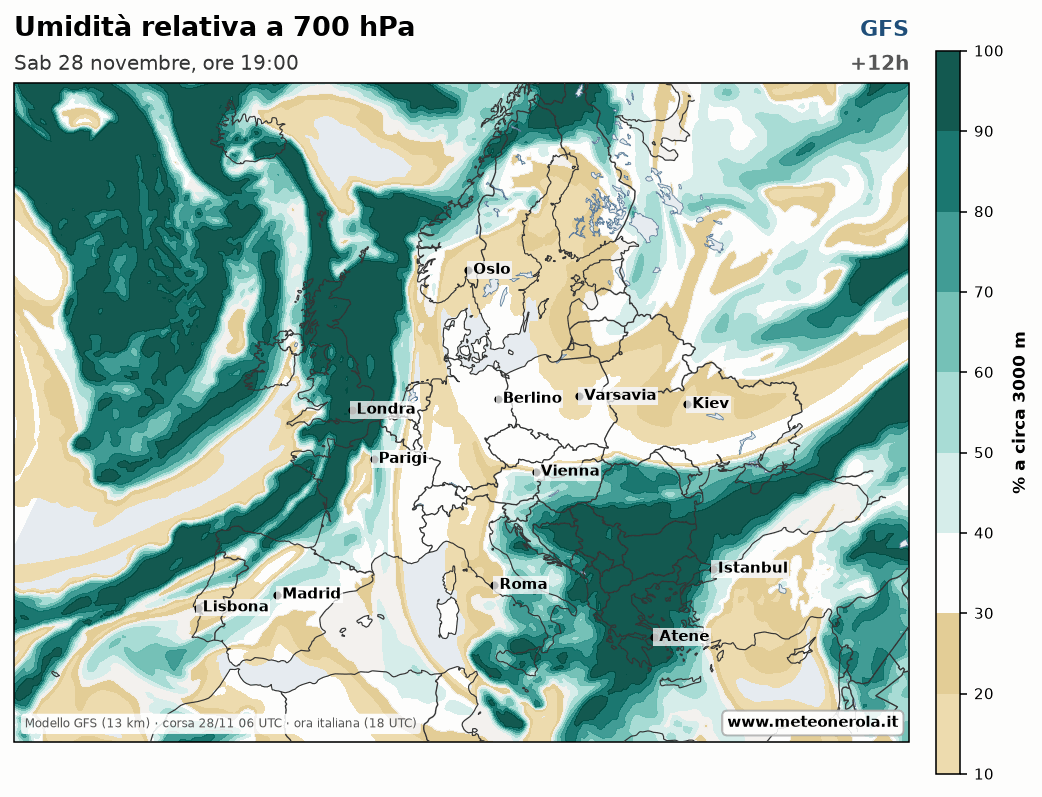 Umidità relativa a 700 hPa
GFS
Sab 28 novembre, ore 19:00
+12h
100
90
80
70
60
50
40
30
20
10
% a circa 3000 m
Oslo
Berlino
Varsavia
Kiev
Londra
Parigi
Vienna
Istanbul
Roma
Madrid
Lisbona
Atene
Modello GFS (13 km) · corsa 28/11 06 UTC · ora italiana (18 UTC)
www.meteonerola.it